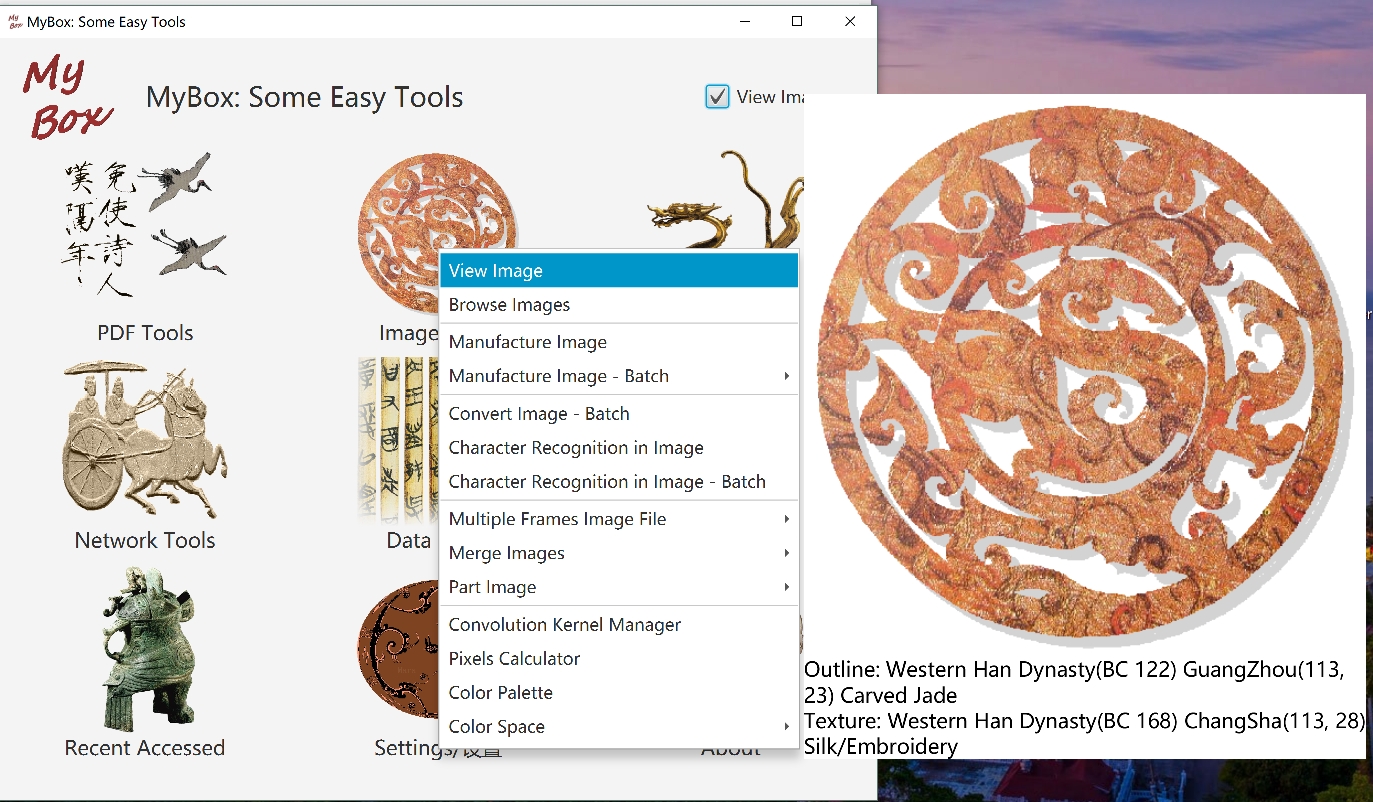 MyBox: Some Easy Tools
My
Box
MyBox: Some Easy Tools
View Ima
嘆 免
隔 使
年 詩
人
PDF Tools
Image
Network Tools
Data
Recent Accessed
Settings/设置
About
View Image
Browse Images
Manufacture Image
Manufacture Image - Batch
Convert Image - Batch
Character Recognition in Image
Character Recognition in Image - Batch
Multiple Frames Image File
Merge Images
Part Image
Convolution Kernel Manager
Pixels Calculator
Color Palette
Color Space
Outline: Western Han Dynasty(BC 122) GuangZhou(113,
23) Carved Jade
Texture: Western Han Dynasty(BC 168) ChangSha(113, 28)
Silk/Embroidery